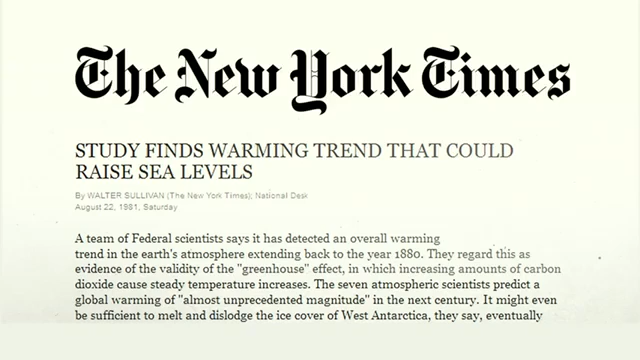 The New York Times
STUDY FINDS WARMING TREND THAT COULD
RAISE SEA LEVELS
By WALTER SULLIVAN (The New York Times); National Desk
August 22, 1981, Saturday
A team of Federal scientists says it has detected an overall warming
trend in the earth's atmosphere extending back to the year 1880. They regard this as
evidence of the validity of the "greenhouse" effect, in which increasing amounts of carbon
dioxide cause steady temperature increases. The seven atmospheric scientists predict a
global warming of "almost unprecedented magnitude" in the next century. It might even
be sufficient to melt and dislodge the ice cover of West Antarctica, they say, eventually